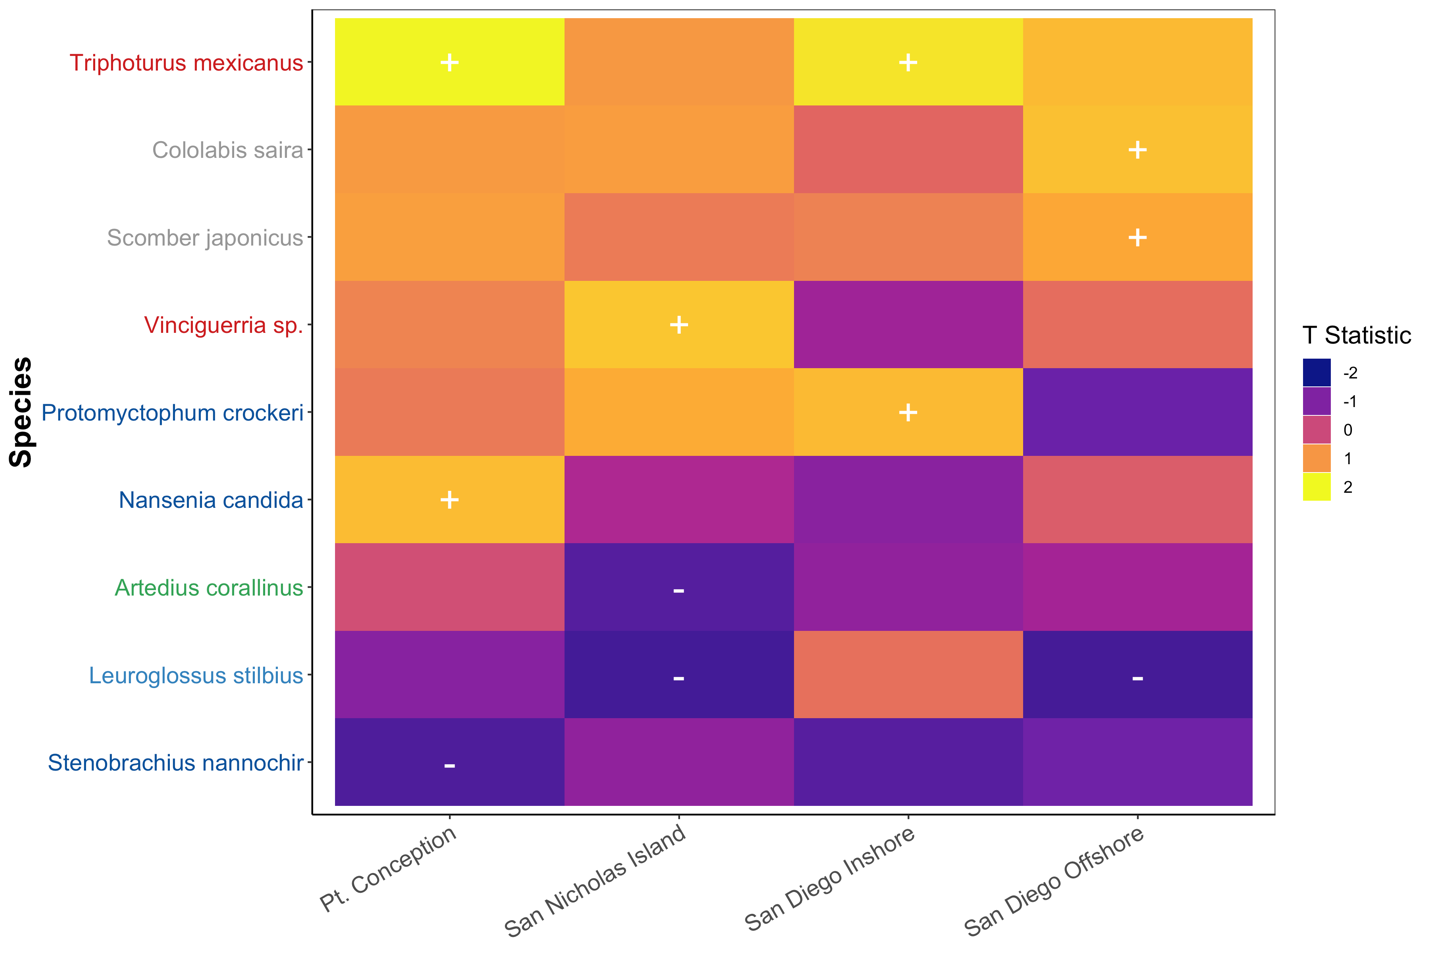 Triphoturus mexicanus
+
+
Cololabis saira
+
Scomber japonicus
+
Vinciguerria sp.
+
Protomyctophum crockeri
+
Nansenia candida
+
Artedius corallinus
-
Leuroglossus stilbius
-
-
Stenobrachius nannochir
-
Species
Pt. Conception
San Nicholas Island
San Diego Inshore
San Diego Offshore
T Statistic
-2
-1
0
1
2